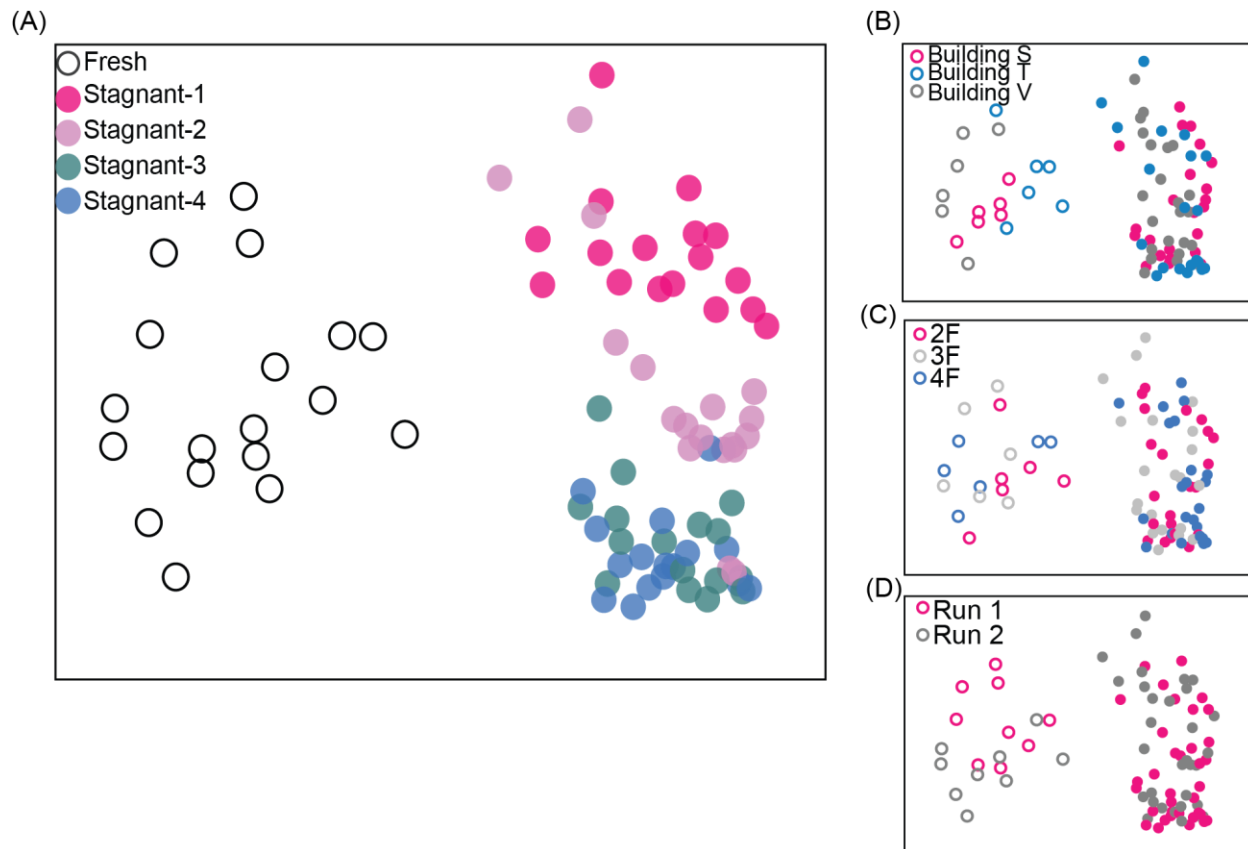 (A)
Fresh
Stagnant-1
Stagnant-2
Stagnant-3
Stagnant-4
(B)
Building S
Building T
Building V
(C)
2F
3F
4F
(D)
Run 1
Run 2